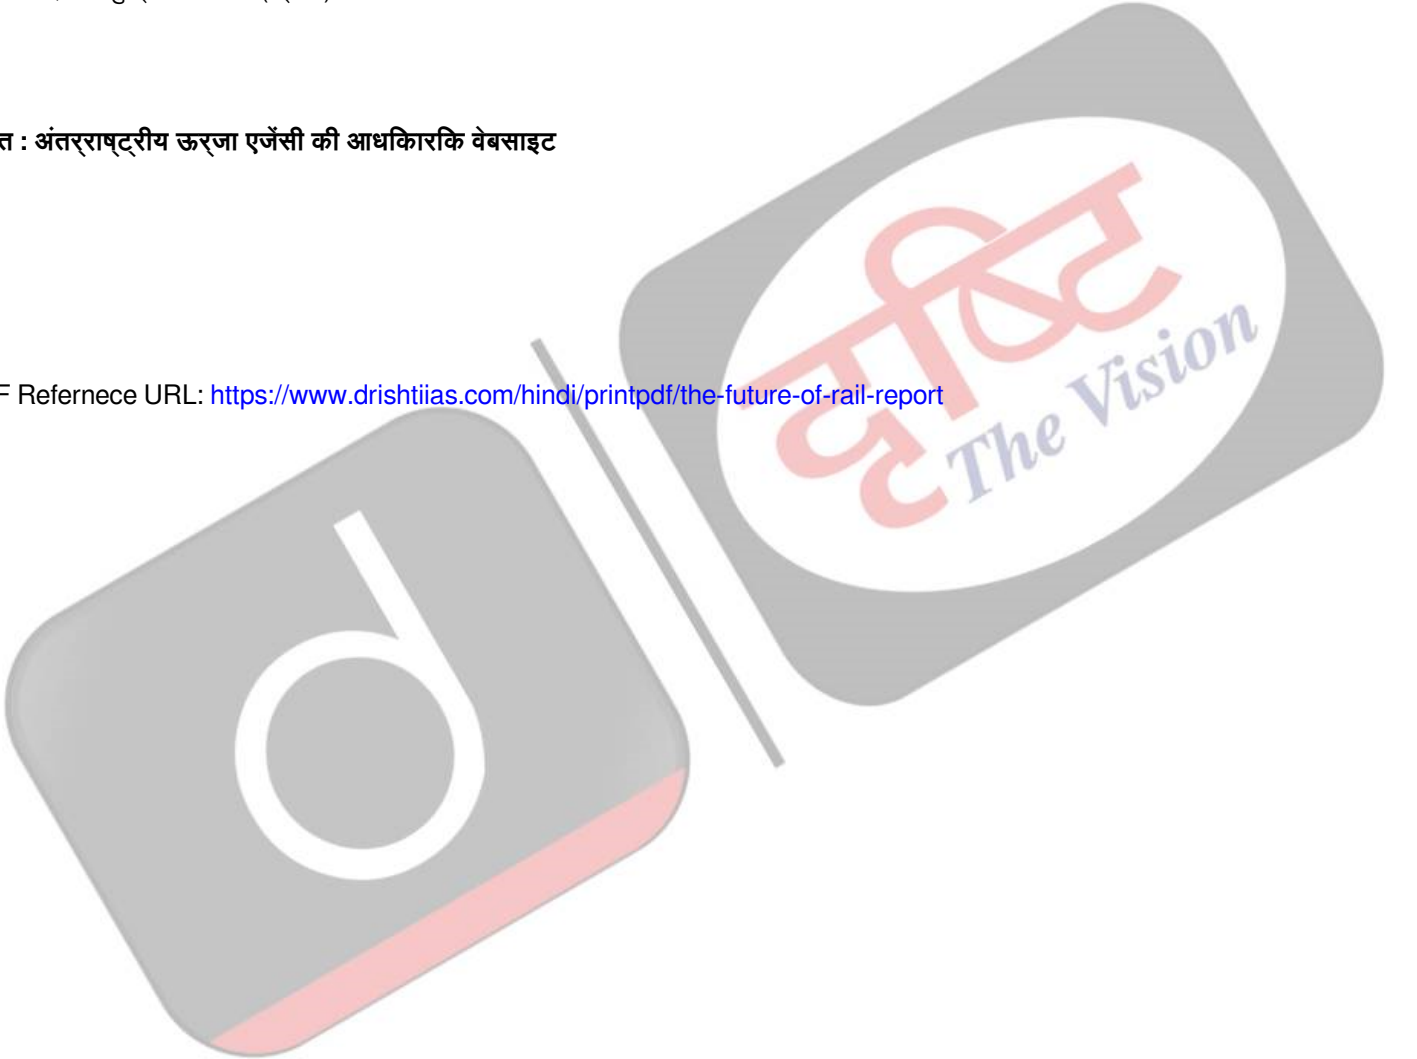 त : अंतर्राष्ट्रीय ऊर्जा एजेंसी की आधिकारिक वेबसाइट
F Refernece URL: https://www.drishtiias.com/hindi/printpdf/the-future-of-rail-report
दृष्टि
The Vision
d